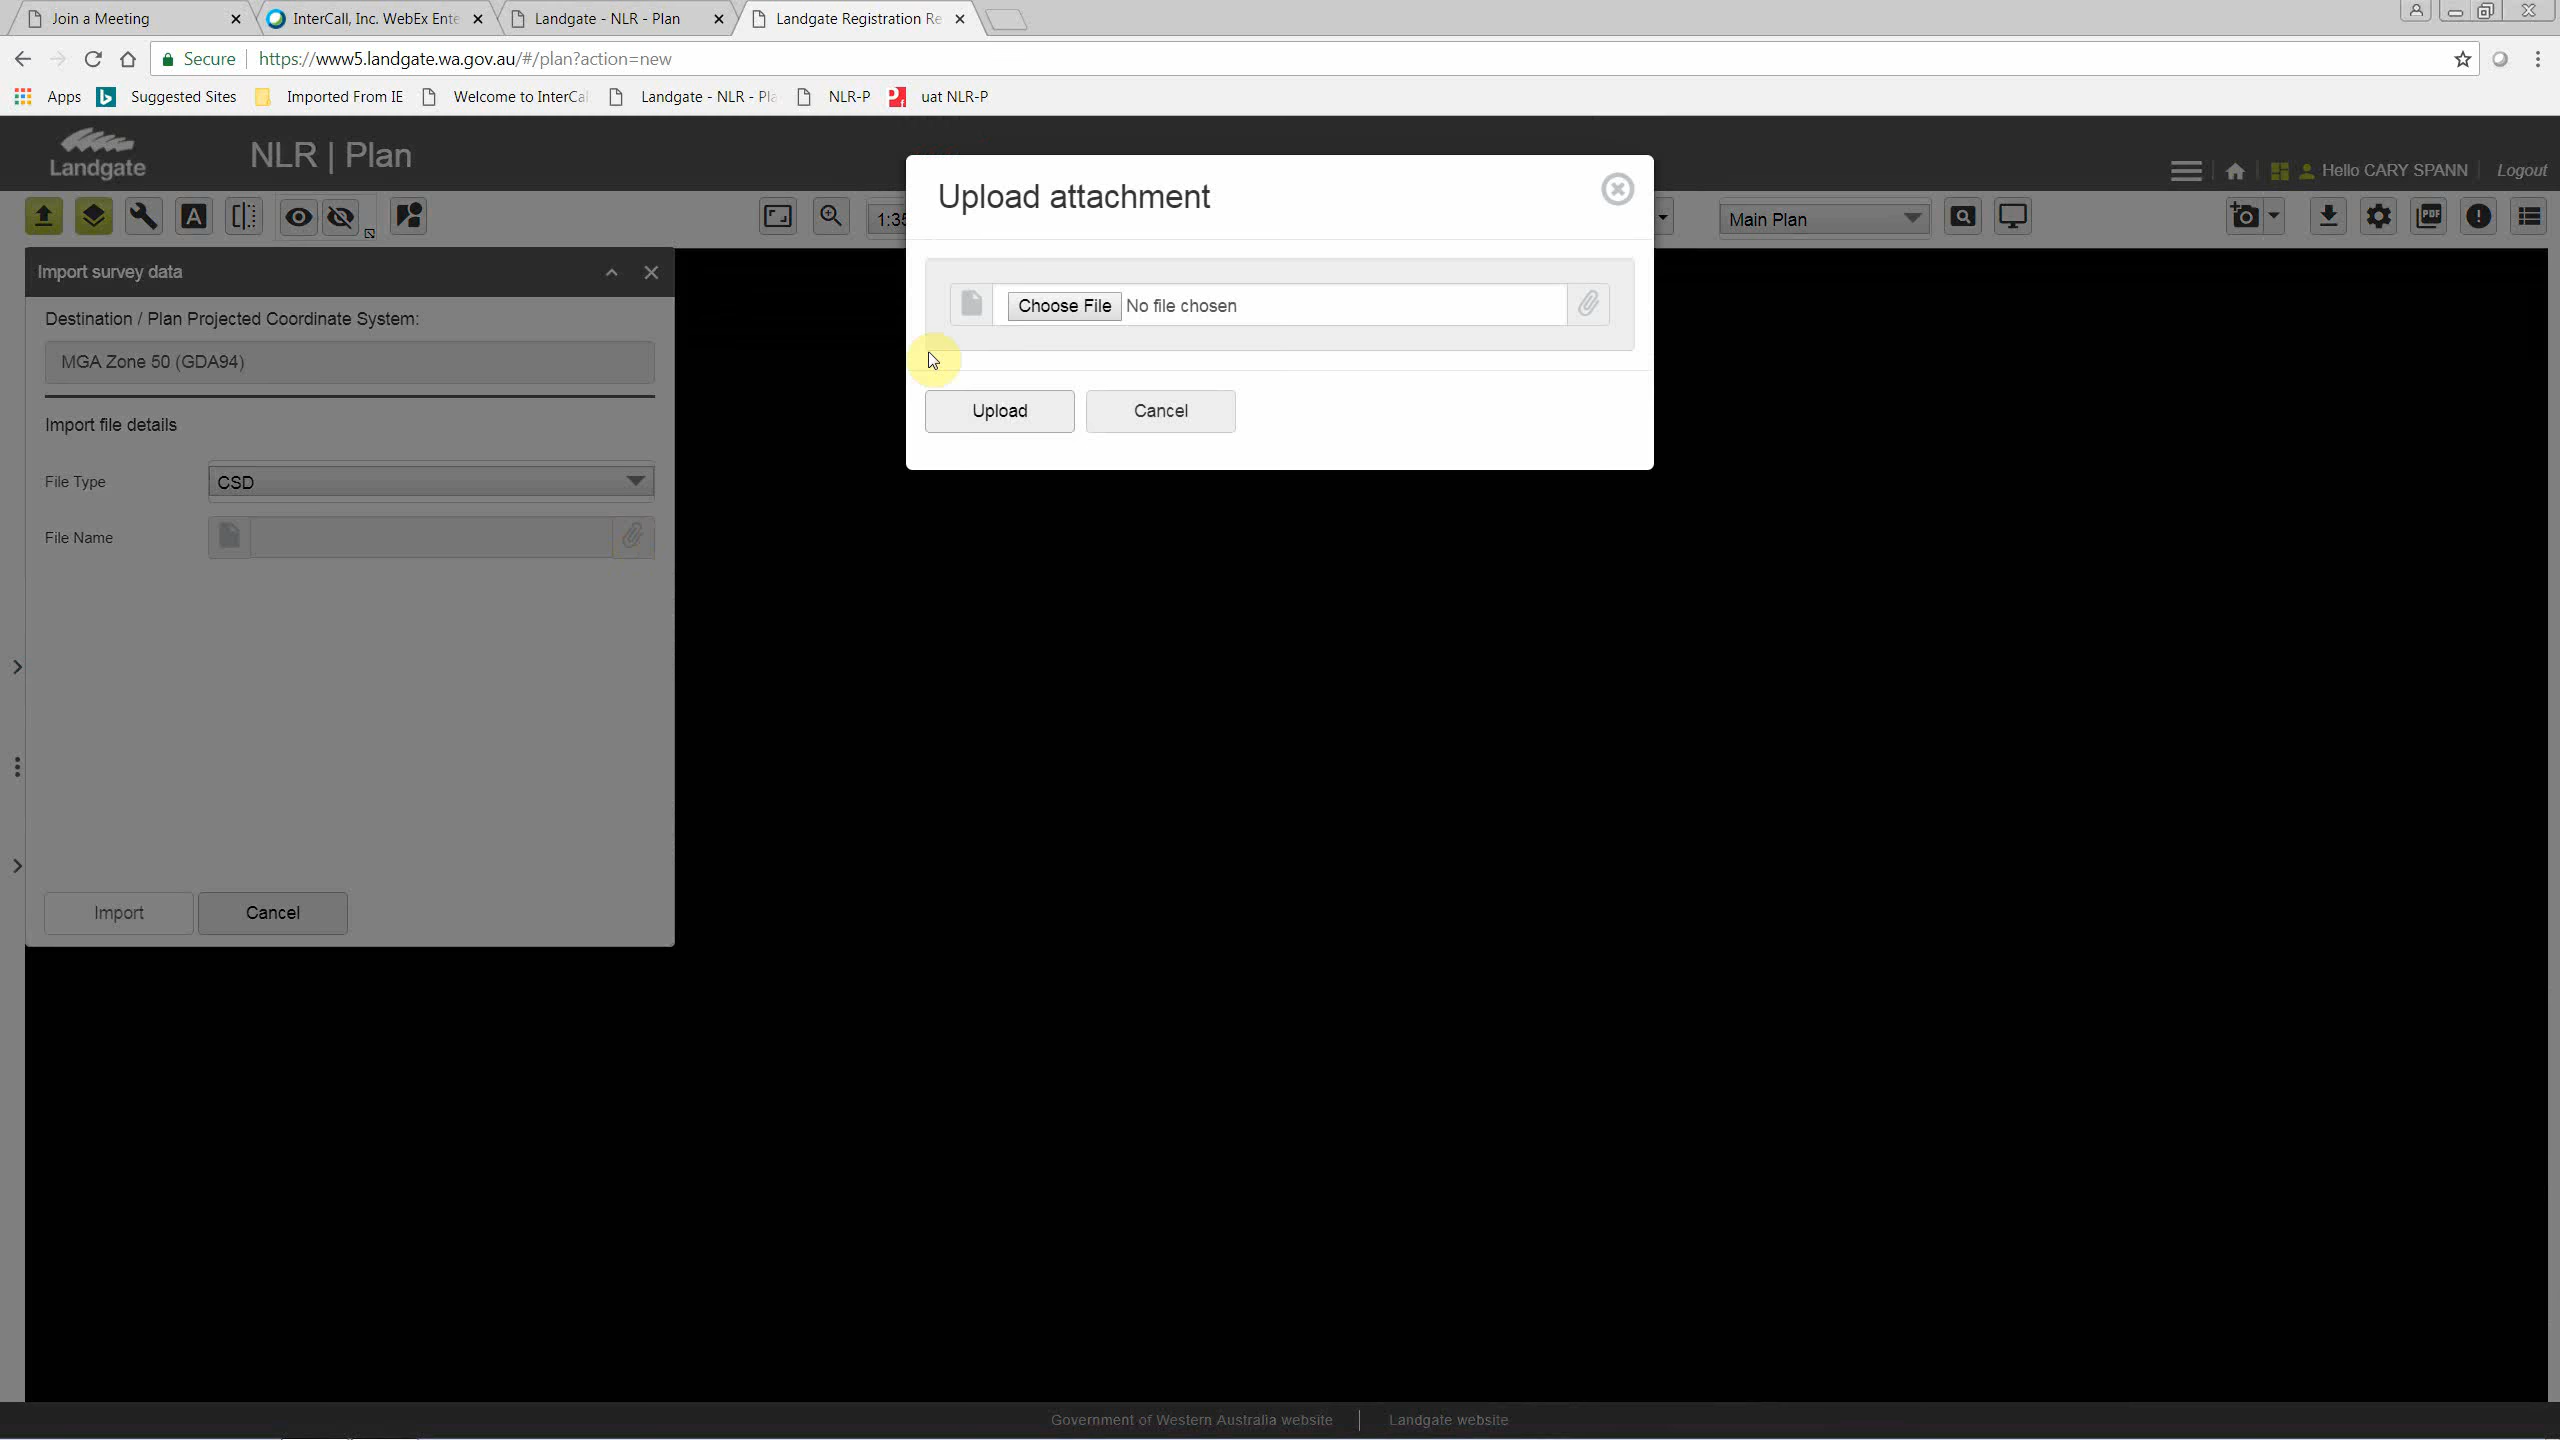 Join a Meeting
InterCall, Inc. WebEx Ente
Landgate - NLR - Plan
Landgate Registration Re
Secure
https://www5.landgate.wa.gov.au/#/plan?action=new
Apps
Suggested Sites
Imported From IE
Welcome to InterCal
Landgate - NLR - Pla
NLR-P
uat NLR-P
Landgate
NLR | Plan
Hello CARY SPANN
Logout
1:35
Main Plan
Upload attachment
Choose File No file chosen
Upload
Cancel
Import survey data
Destination / Plan Projected Coordinate System:
MGA Zone 50 (GDA94)
Import file details
File Type
CSD
File Name
Import
Cancel
Government of Western Australia website
Landgate website